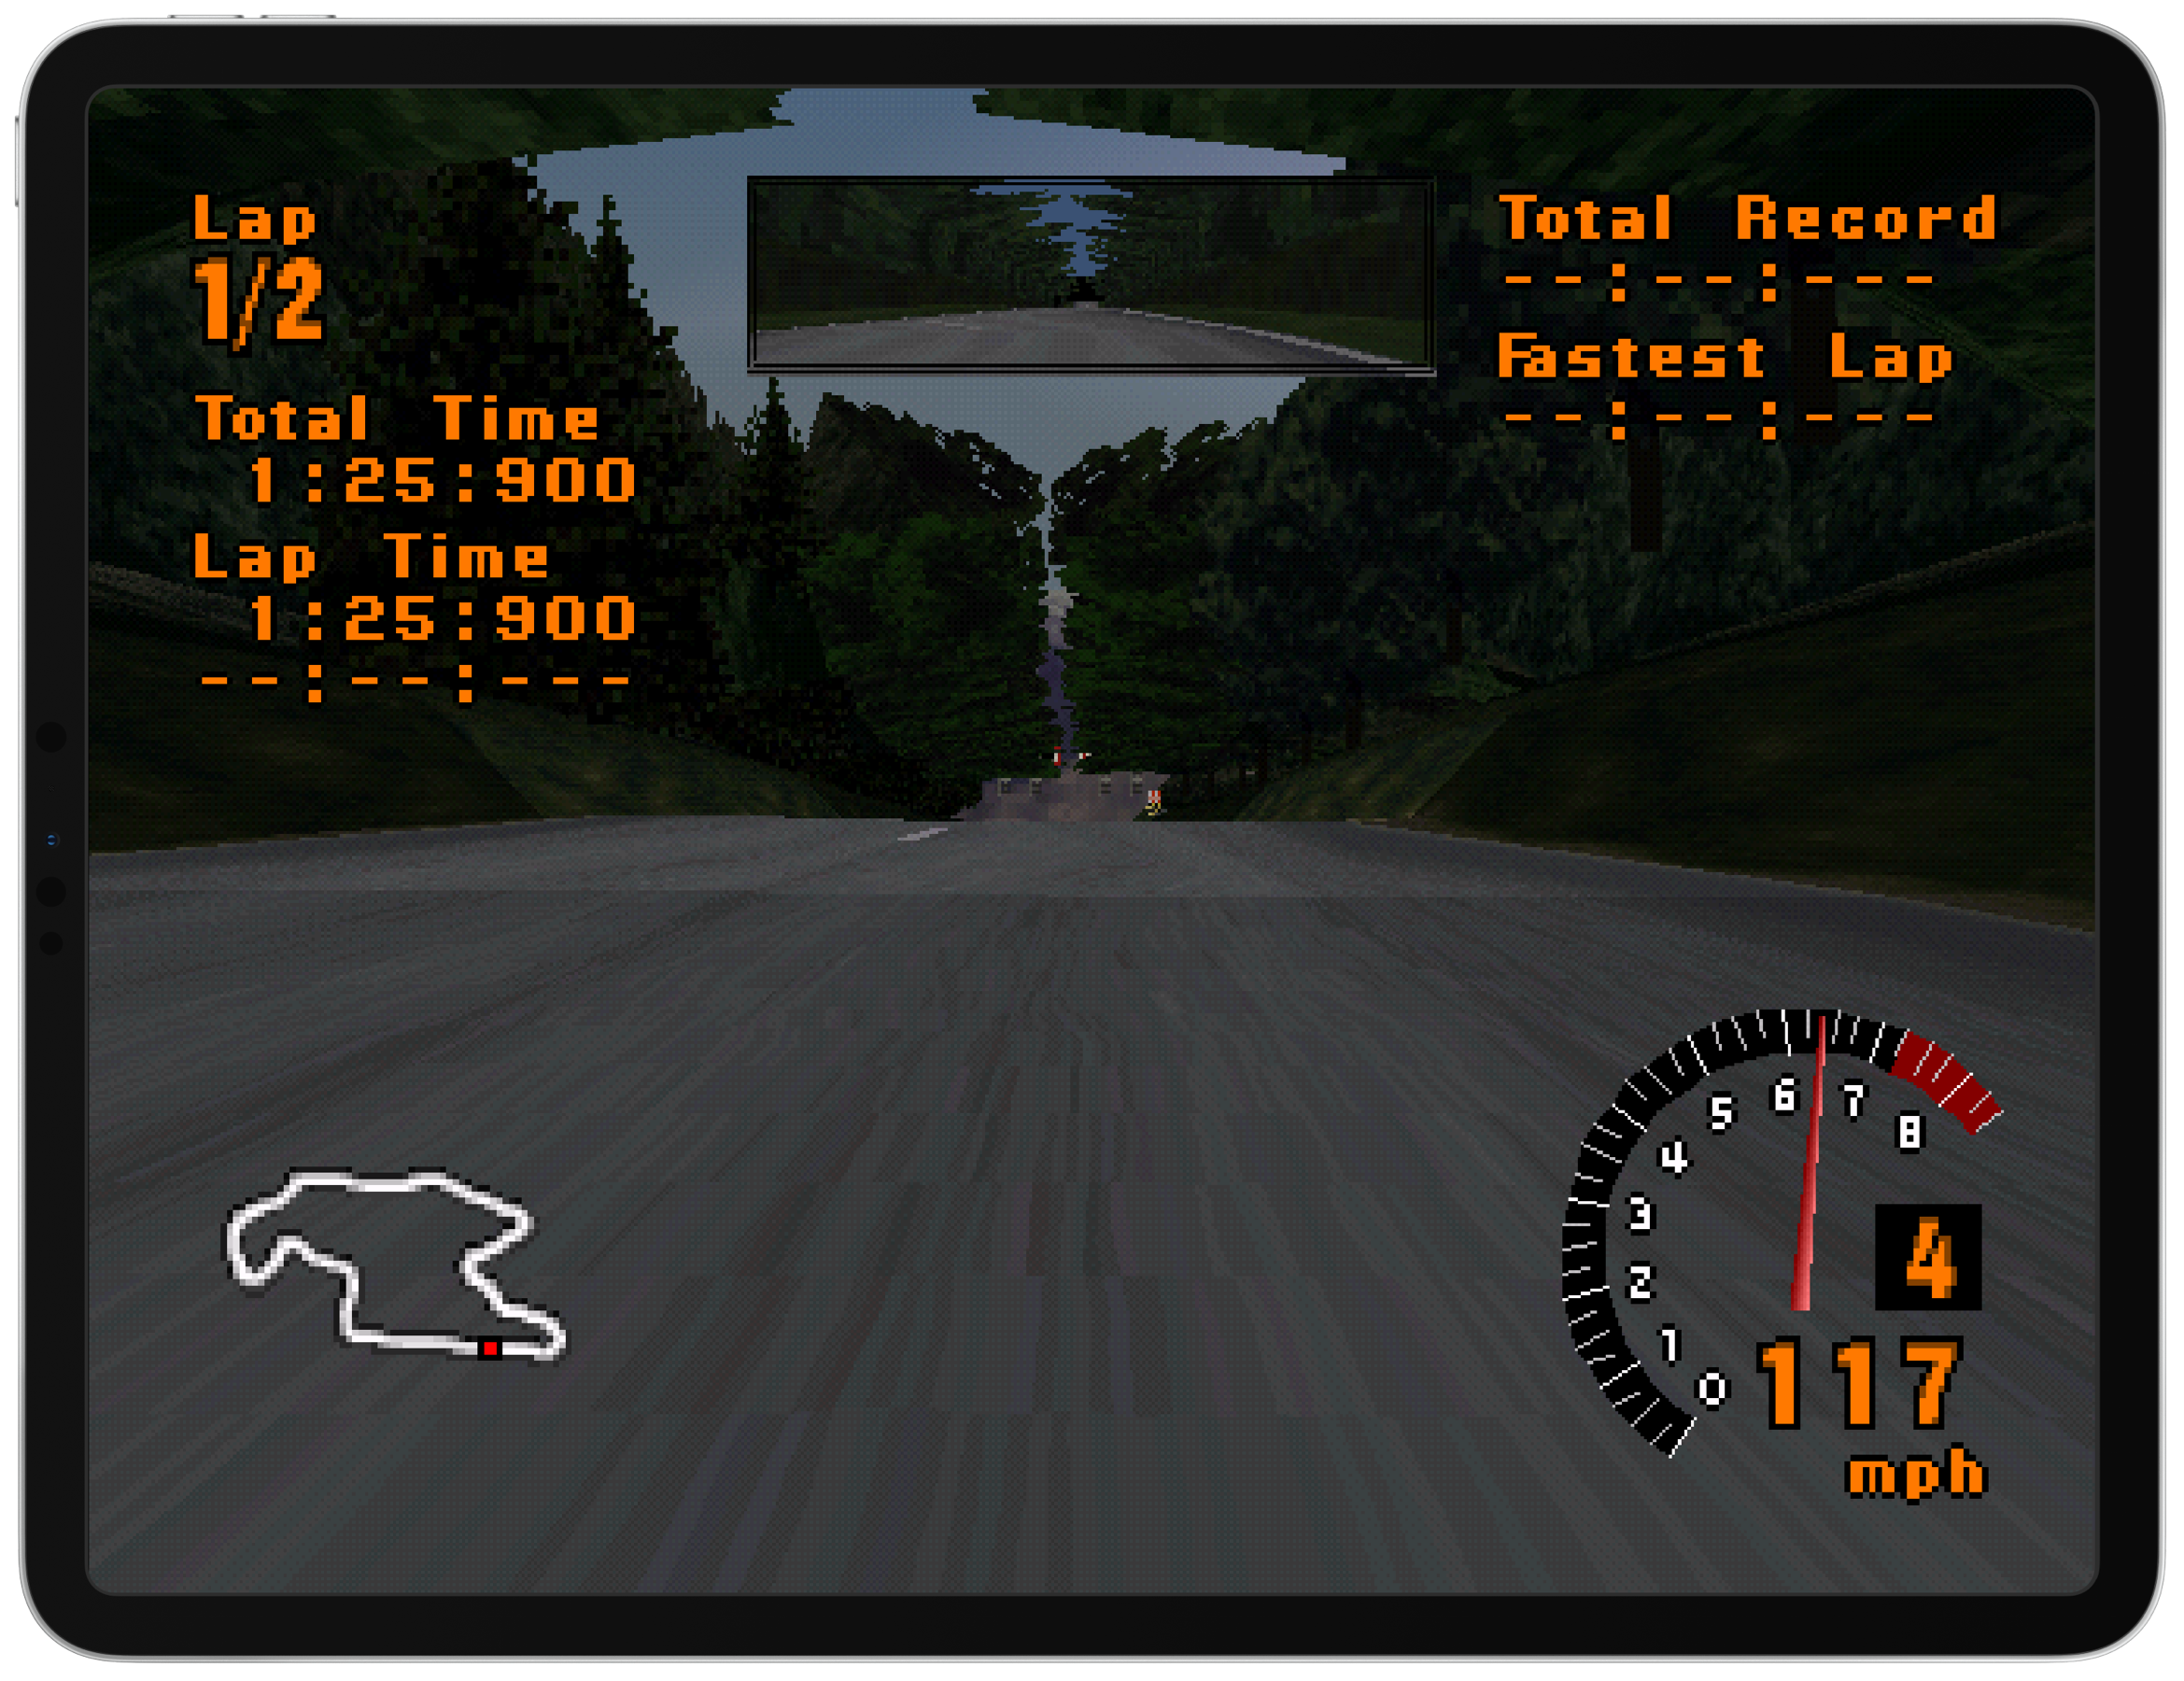 Lap
1/2
Total Time
1:25:900
Lap Time
1:25:900
--:--:---
Total Record
--:--:---
Fastest Lap
--:--:---
0
1
2
3
4
5
6
7
8
4
117
mph